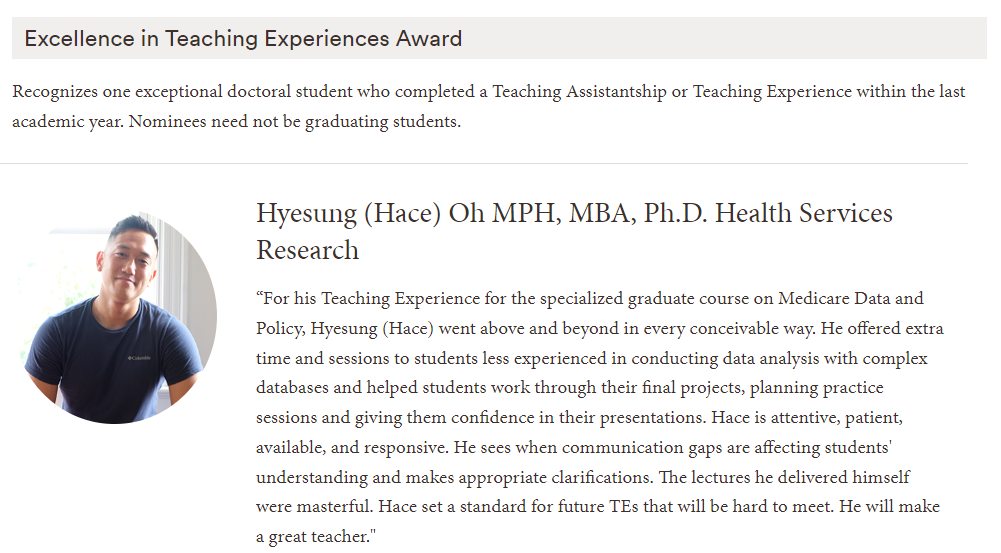 Excellence in Teaching Experiences Award
Recognizes one exceptional doctoral student who completed a Teaching Assistantship or Teaching Experience within the last
academic year. Nominees need not be graduating students.
Hyesung (Hace) Oh MPH, MBA, Ph.D. Health Services
Research
“For his Teaching Experience for the specialized graduate course on Medicare Data and
Policy, Hyesung (Hace) went above and beyond in every conceivable way. He offered extra
time and sessions to students less experienced in conducting data analysis with complex
databases and helped students work through their final projects, planning practice
sessions and giving them confidence in their presentations. Hace is attentive, patient,
available, and responsive. He sees when communication gaps are affecting students'
understanding and makes appropriate clarifications. The lectures he delivered himself
were masterful. Hace set a standard for future TEs that will be hard to meet. He will make
a great teacher."
Columbia